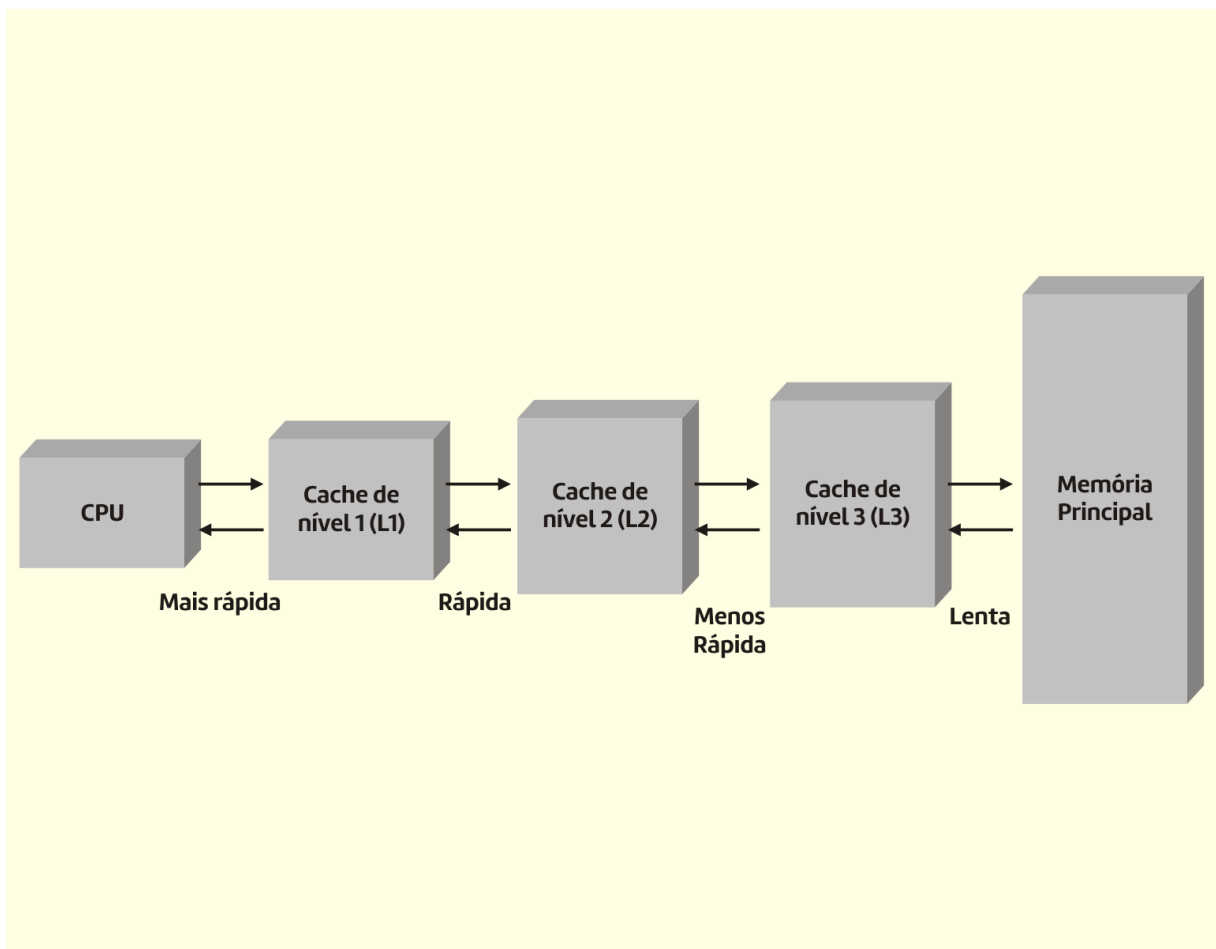 CPU
Cache de
nível 1 (L1)
Cache de
nível 2 (L2)
Cache de
nível 3 (L3)
Memória
Principal
Mais rápida
Rápida
Menos
Rápida
Lenta